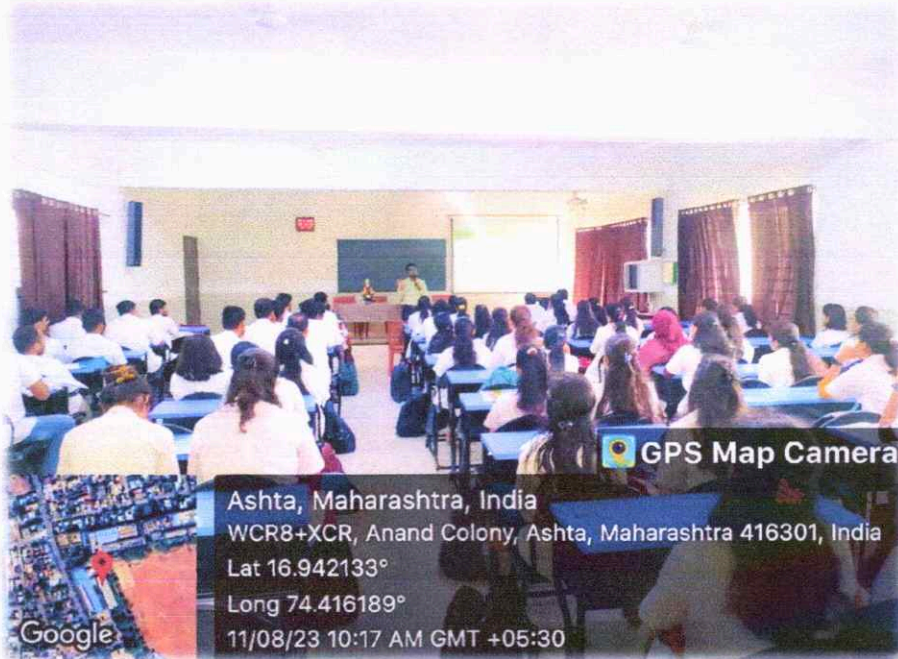 GPS Map Camera
Ashta, Maharashtra, India
WCR8+XCR, Anand Colony, Ashta, Maharashtra 416301, India
Lat 16.942133°
Long 74.416189°
11/08/23 10:17 AM GMT +05:30
Google